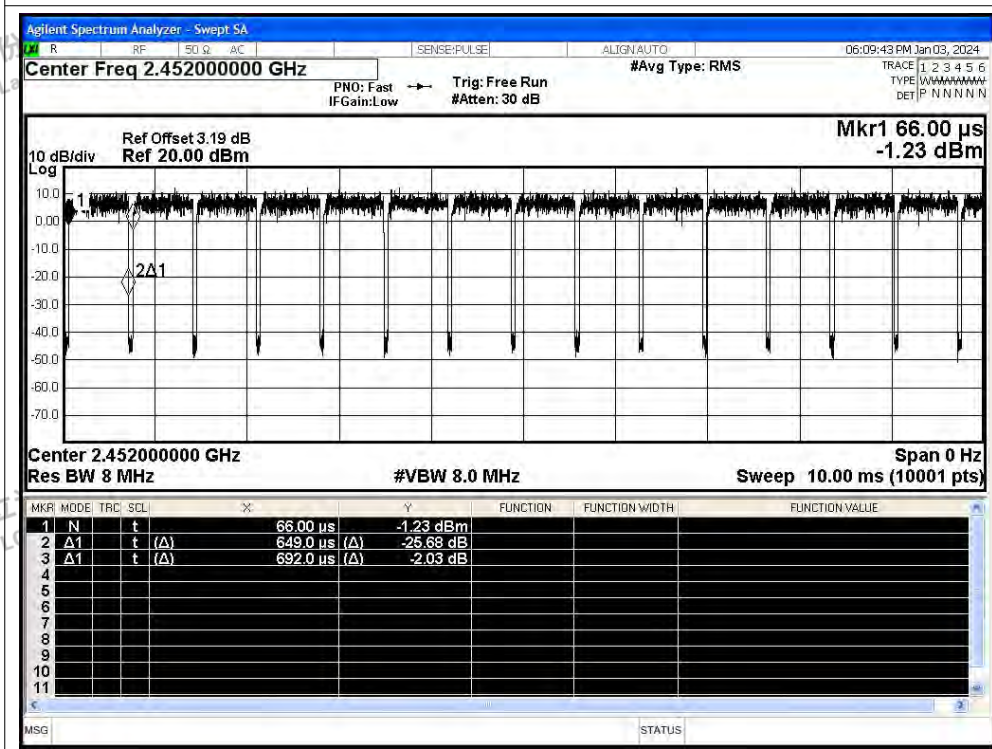 Agilent Spectrum Analyzer - Swept SA
R RF 50 Ω AC SENSE:PULSE ALIGN AUTO 06:09:43 PM Jan 03, 2024
Center Freq 2.452000000 GHz
#Avg Type: RMS
TRACE 1 2 3 4 5 6
PNO: Fast Trig: Free Run
TYPE
IFGain:Low #Atten: 30 dB
DET P N N N N N
Mkr1 66.00 µs
Ref Offset 3.19 dB
10 dB/div Ref 20.00 dBm -1.23 dBm
Log
10.0
1
0.00
-10.0
2Δ1
-20.0
-30.0
-40.0
-50.0
-60.0
-70.0
Center 2.452000000 GHz Span 0 Hz
Res BW 8 MHz #VBW 8.0 MHz Sweep 10.00 ms (10001 pts)
MKR MODE TRC SCL X Y FUNCTION FUNCTION WIDTH FUNCTION VALUE
1 N t 66.00 µs -1.23 dBm
2 Δ1 t (Δ) 649.0 µs (Δ) -25.68 dB
3 Δ1 t (Δ) 692.0 µs (Δ) -2.03 dB
4
5
6
7
8
9
10
11
MSG STATUS